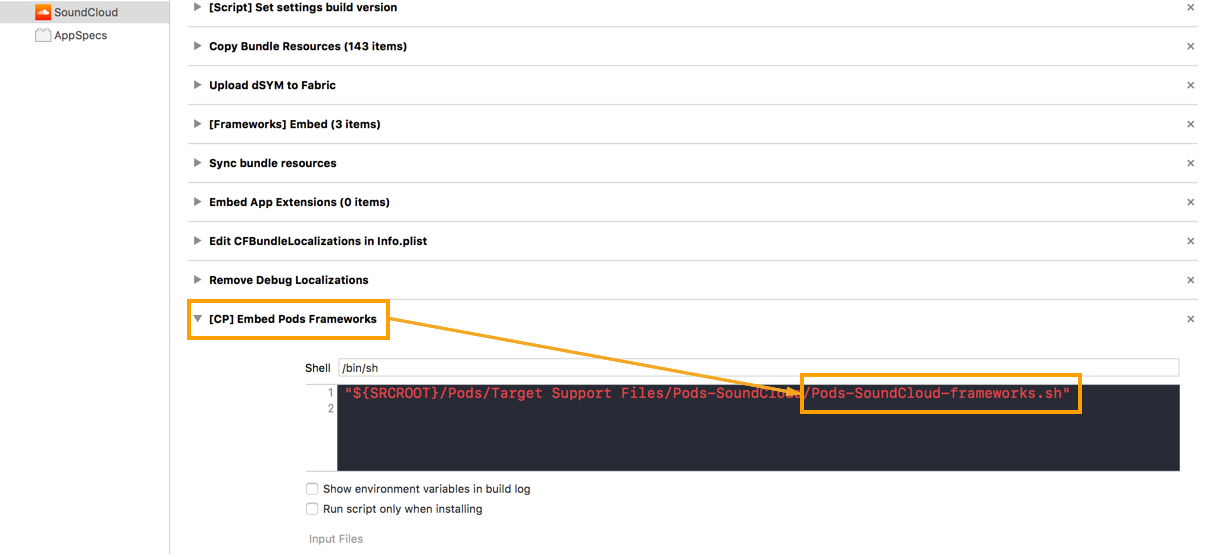 SoundCloud
AppSpecs
[Script] Set settings build version
Copy Bundle Resources (143 items)
Upload dSYM to Fabric
[Frameworks] Embed (3 items)
Sync bundle resources
Embed App Extensions (0 items)
Edit CFBundleLocalizations in Info.plist
Remove Debug Localizations
[CP] Embed Pods Frameworks
Shell /bin/sh
1 "${SRCROOT}/Pods/Target Support Files/Pods-SoundCloud/Pods-SoundCloud-frameworks.sh"
2
Show environment variables in build log
Run script only when installing
Input Files